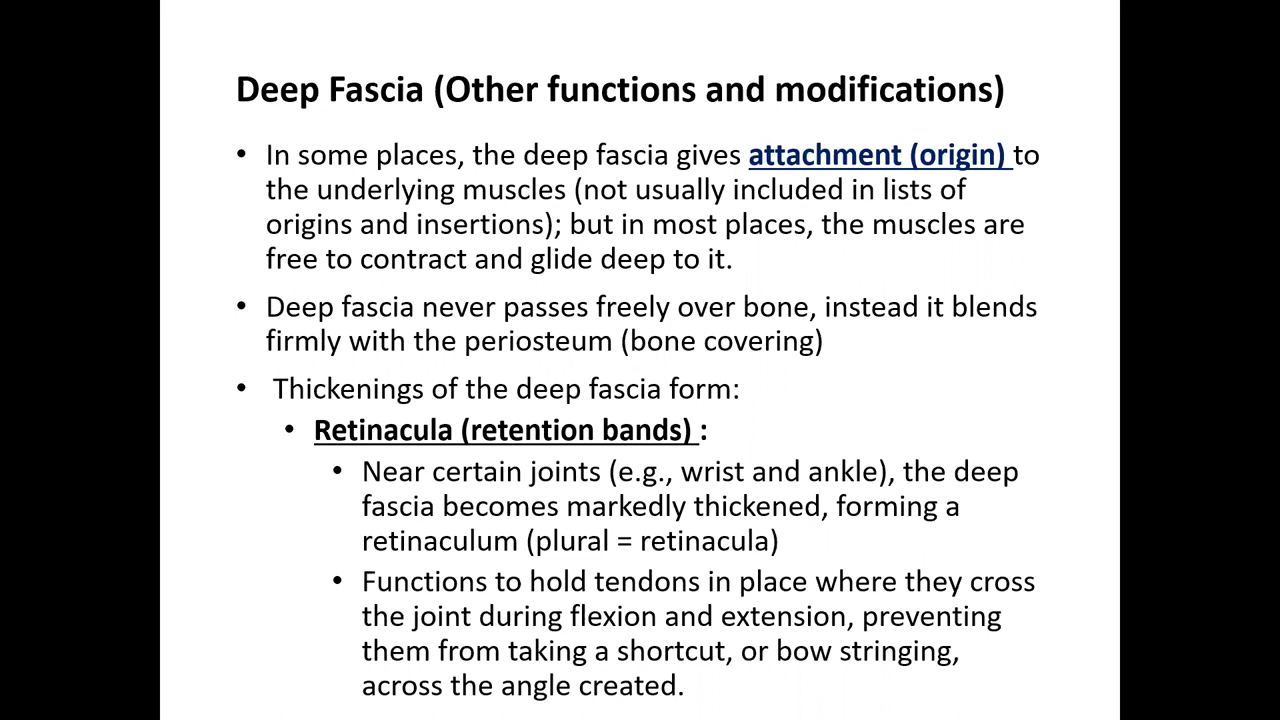 Deep Fascia (Other functions and modifications)
• In some places, the deep fascia gives attachment (origin) to
the underlying muscles (not usually included in lists of
origins and insertions); but in most places, the muscles are
free to contract and glide deep to it.
• Deep fascia never passes freely over bone, instead it blends
firmly with the periosteum (bone covering)
• Thickenings of the deep fascia form:
• Retinacula (retention bands) :
• Near certain joints (e.g., wrist and ankle), the deep
fascia becomes markedly thickened, forming a
retinaculum (plural = retinacula)
• Functions to hold tendons in place where they cross
the joint during flexion and extension, preventing
them from taking a shortcut, or bow stringing,
across the angle created.